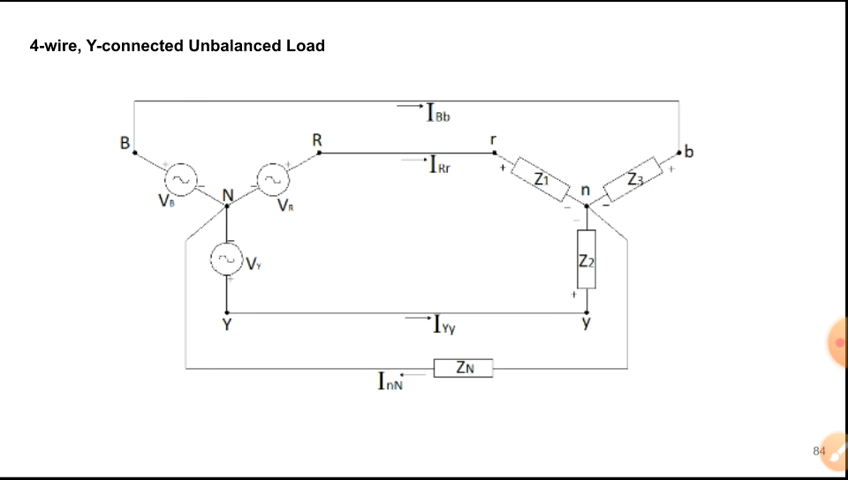 4-wire, Y-connected Unbalanced Load
IBb
B
R
r
b
IRr
Z1
n
Z3
VB
N
VR
VY
Z2
Y
IYy
y
ZN
InN
84